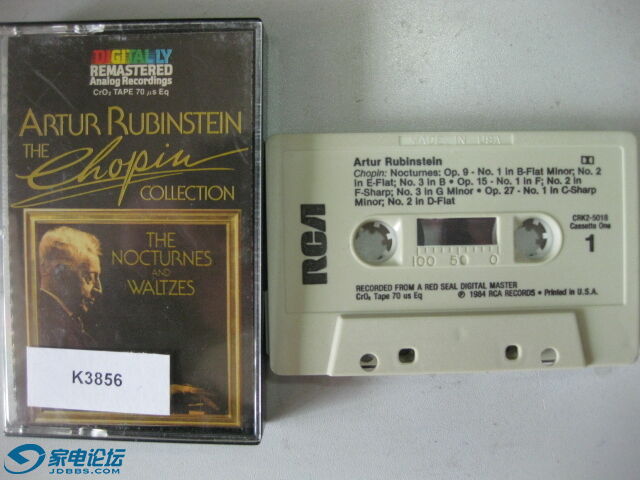 DIGITALLY
REMASTERED
Analog Recordings
CrO₂ TAPE 70 µs Eq
ARTUR RUBINSTEIN
THE Chopin
COLLECTION
THE
NOCTURNES
AND
WALTZES
K3856
MADE IN USA
Artur Rubinstein
Chopin: Nocturnes: Op. 9 - No. 1 in B-Flat Minor; No. 2
in E-Flat; No. 3 in B • Op. 15 - No. 1 in F; No. 2 in
F-Sharp; No. 3 in G Minor • Op. 27 - No. 1 in C-Sharp
Minor; No. 2 in D-Flat
RCA
CRK2-5018
Cassette One
1
100 50 0
RECORDED FROM A RED SEAL DIGITAL MASTER
CrO₂ Tape 70 us Eq ℗ 1984 RCA RECORDS • Printed in U.S.A.
家电论坛
JDBBS.COM